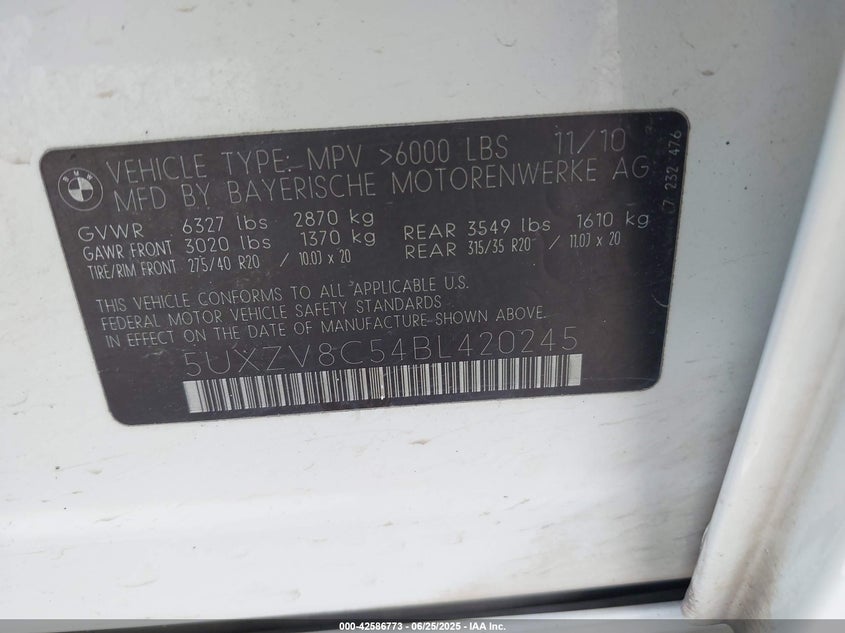 BMW
VEHICLE TYPE: MPV >6000 LBS 11/10
MFD BY BAYERISCHE MOTORENWERKE AG
GVWR 6327 lbs 2870 kg
GAWR FRONT 3020 lbs 1370 kg REAR 3549 lbs 1610 kg
TIRE/RIM FRONT 275/40 R20 / 10.0J x 20 REAR 315/35 R20 / 11.0J x 20
THIS VEHICLE CONFORMS TO ALL APPLICABLE U.S.
FEDERAL MOTOR VEHICLE SAFETY STANDARDS
IN EFFECT ON THE DATE OF MANUFACTURE SHOWN ABOVE.
5UXZV8C54BL420245
7 232 476
000-42586773 - 06/25/2025 - IAA Inc.